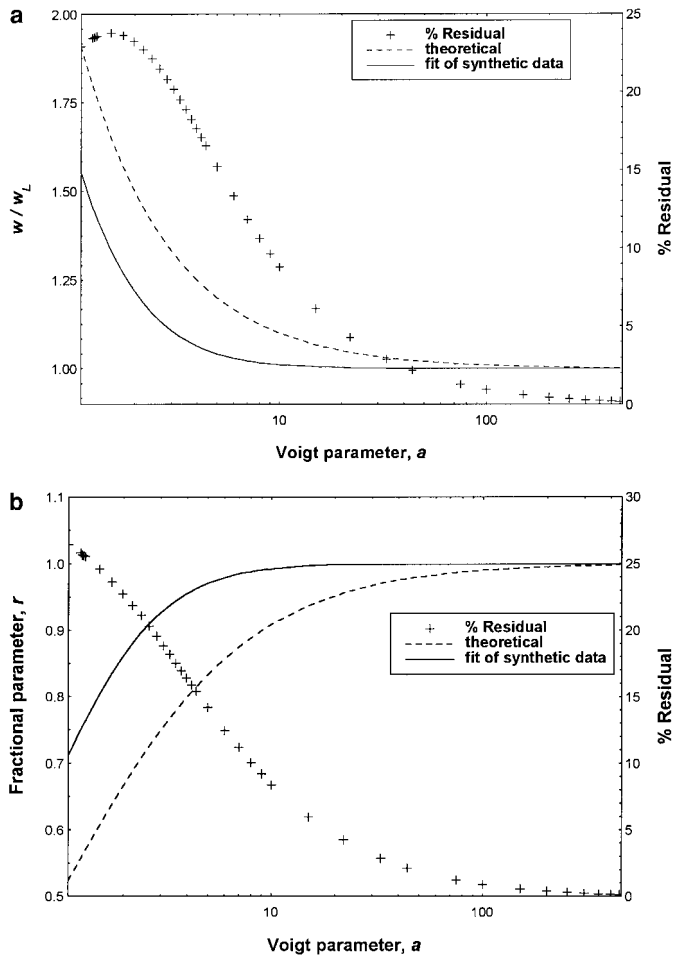 a
2.00
1.75
1.50
1.25
1.00
w / wL
25
20
15
10
5
0
% Residual
% Residual
theoretical
fit of synthetic data
10
100
Voigt parameter, a
b
1.1
1.0
0.9
0.8
0.7
0.6
0.5
Fractional parameter, r
30
25
20
15
10
5
0
% Residual
% Residual
theoretical
fit of synthetic data
10
100
Voigt parameter, a